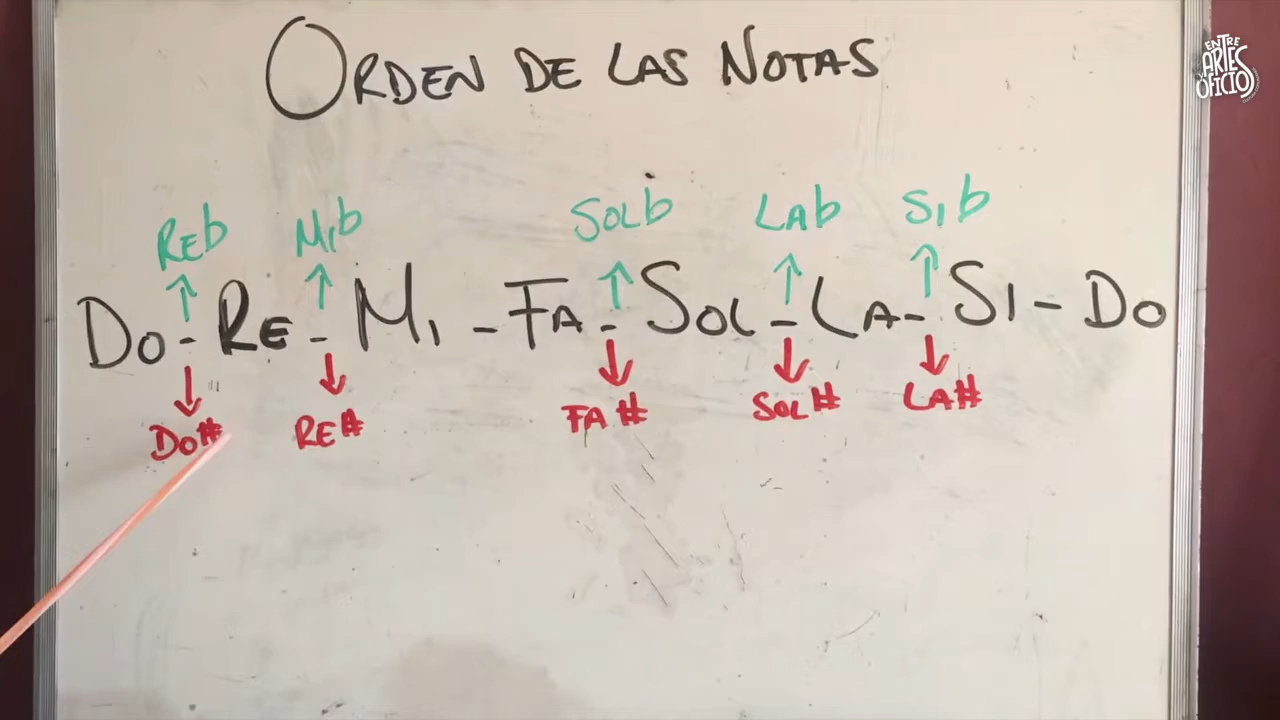 ORDEN DE LAS NOTAS
REb MIb SOLb LAb SIb
DO - RE - MI - FA - SOL - LA - SI - DO
DO# RE# FA# SOL# LA#
ENTRE
ARTES
Y OFICIOS